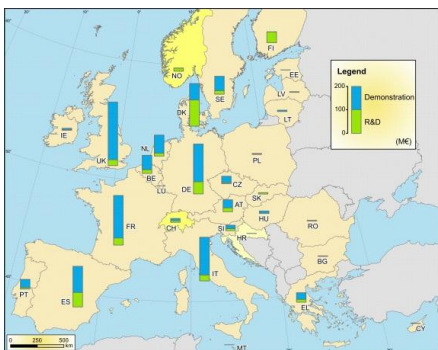 FI
NO
EE
SE
Legend
200
Demonstration
LV
100
DK
LT
R&D
IE
0
(M€)
NL
UK
PL
BE
DE
CZ
LU
SK
FR
AT
HU
CH
SI
RO
HR
IT
BG
PT
ES
EL
0 250 500
km
CY
MT